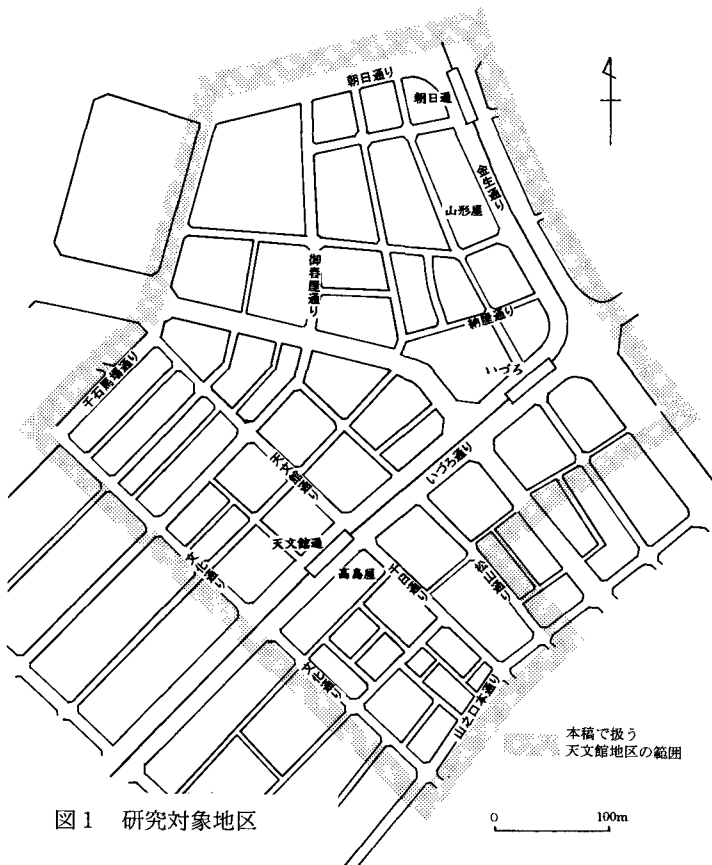 朝日通り
朝日通
金生通り
山形屋
御着屋通り
納屋通り
いづろ
千石馬場通り
天文館通り
いづろ通り
天文館通
高島屋
千日通り
松山通り
文化通り
文化通り
山之口本通り
本稿で扱う
天文館地区の範囲
図1 研究対象地区
0 100m